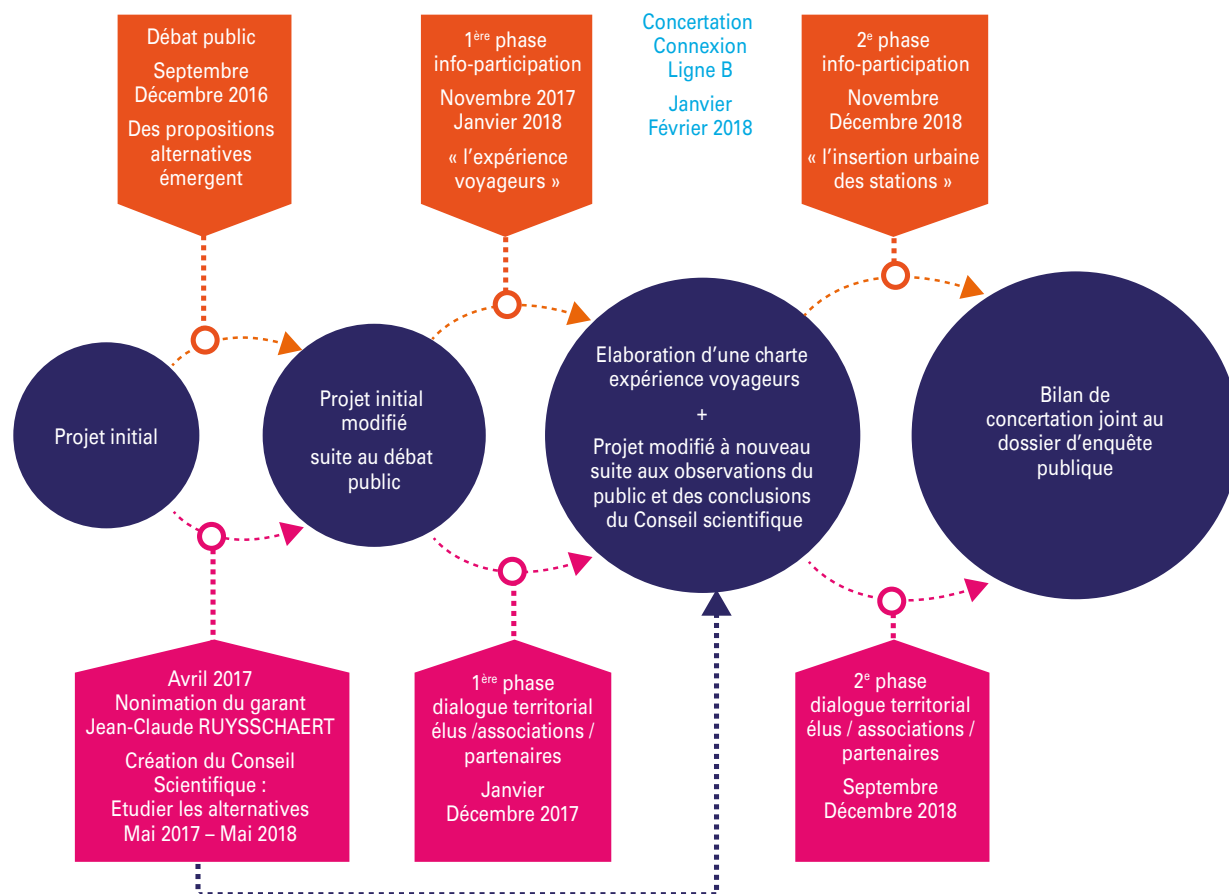 Débat public
Septembre
Décembre 2016
Des propositions
alternatives
émergent
1ère phase
info-participation
Novembre 2017
Janvier 2018
« l’expérience
voyageurs »
Concertation
Connexion
Ligne B
Janvier
Février 2018
2e phase
info-participation
Novembre
Décembre 2018
« l’insertion urbaine
des stations »
Projet initial
Projet initial
modifié
suite au débat
public
Elaboration d’une charte
expérience voyageurs
+
Projet modifié à nouveau
suite aux observations du
public et des conclusions
du Conseil scientifique
Bilan de
concertation joint au
dossier d’enquête
publique
Avril 2017
Nonimation du garant
Jean-Claude RUYSSCHAERT
Création du Conseil
Scientifique :
Etudier les alternatives
Mai 2017 – Mai 2018
1ère phase
dialogue territorial
élus /associations /
partenaires
Janvier
Décembre 2017
2e phase
dialogue territorial
élus / associations /
partenaires
Septembre
Décembre 2018